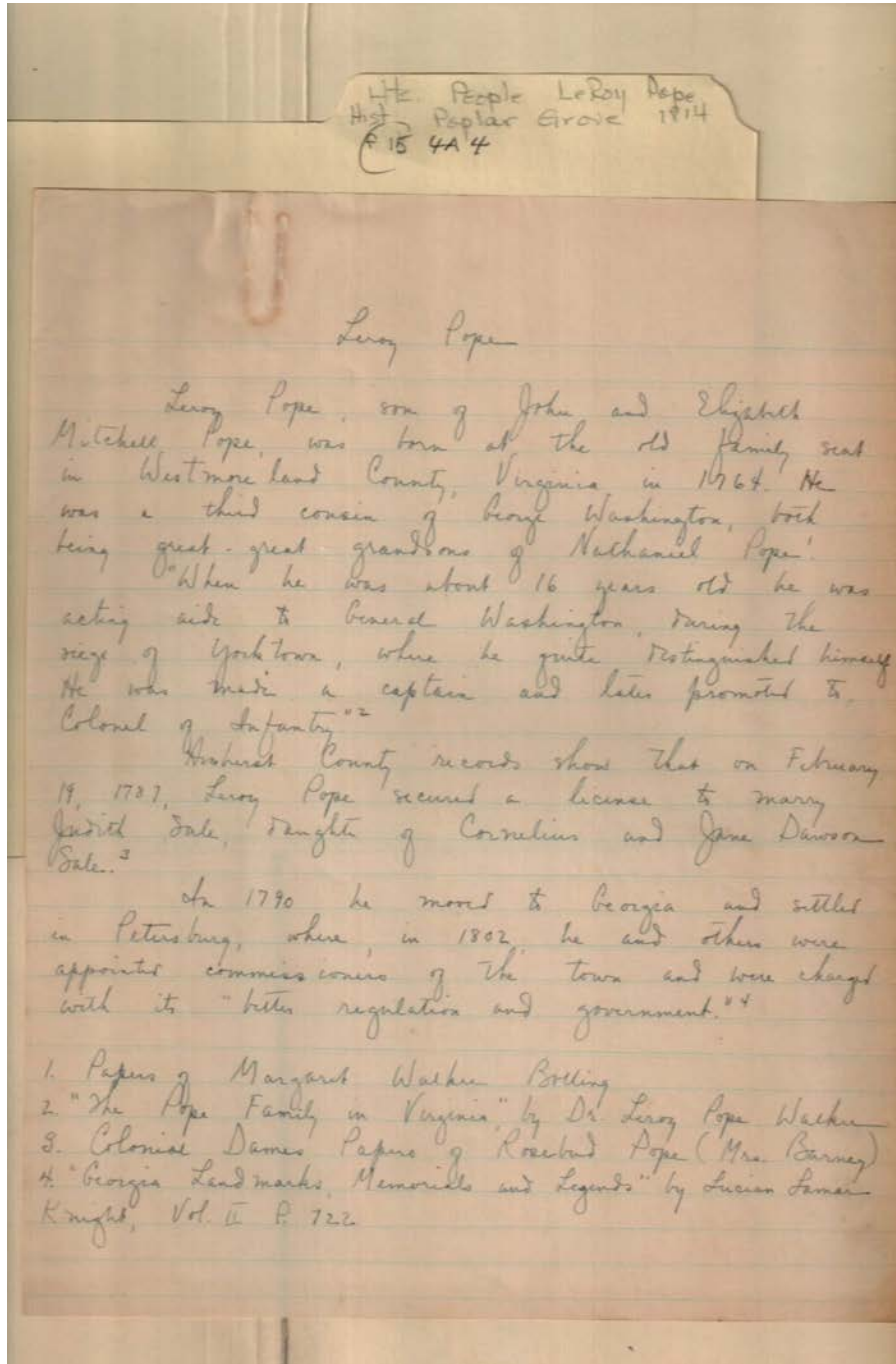 Hist. People LeRoy Pope
Hist - Poplar Grove 1814
F 15 4A4
Leroy Pope
Leroy Pope, son of John and Elizabeth
Mitchell Pope, was born at the old family seat
in Westmoreland County, Virginia in 1764. He
was a third cousin of George Washington, both
being great-great grandsons of Nathaniel Pope.1
"When he was about 16 years old he was
acting aide to General Washington, during the
siege of Yorktown, where he quite distinguished himself
He was made a captain and later promoted to,
Colonel of Infantry"2
Amherst County records show that on February
19, 1787, Leroy Pope secured a license to marry
Judith Sale, daughter of Cornelius and Jane Dawson
Sale.3
In 1790 he moved to Georgia and settled
in Petersburg, where, in 1802, he and others were
appointed commissioners of the town and were charged
with its "better regulation and government."4
1. Papers of Margaret Walker Bolling
2. "The Pope Family in Virginia" by Dr. Leroy Pope Walker
3. Colonial Dames Papers of Rosebud Pope (Mrs. Barney)
4. "Georgia Landmarks, Memorials and Legends" by Lucian Lamar
Knight, Vol. II P. 722